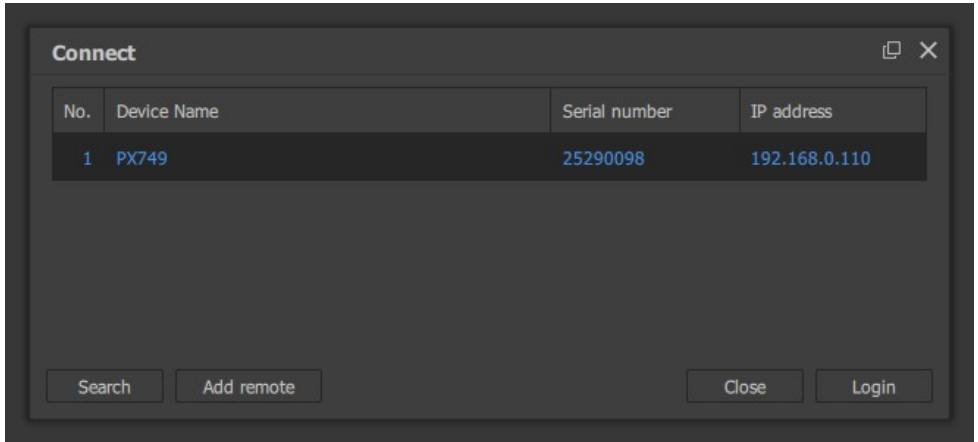 Connect
No. Device Name Serial number IP address
1 PX749 25290098 192.168.0.110
Search Add remote Close Login